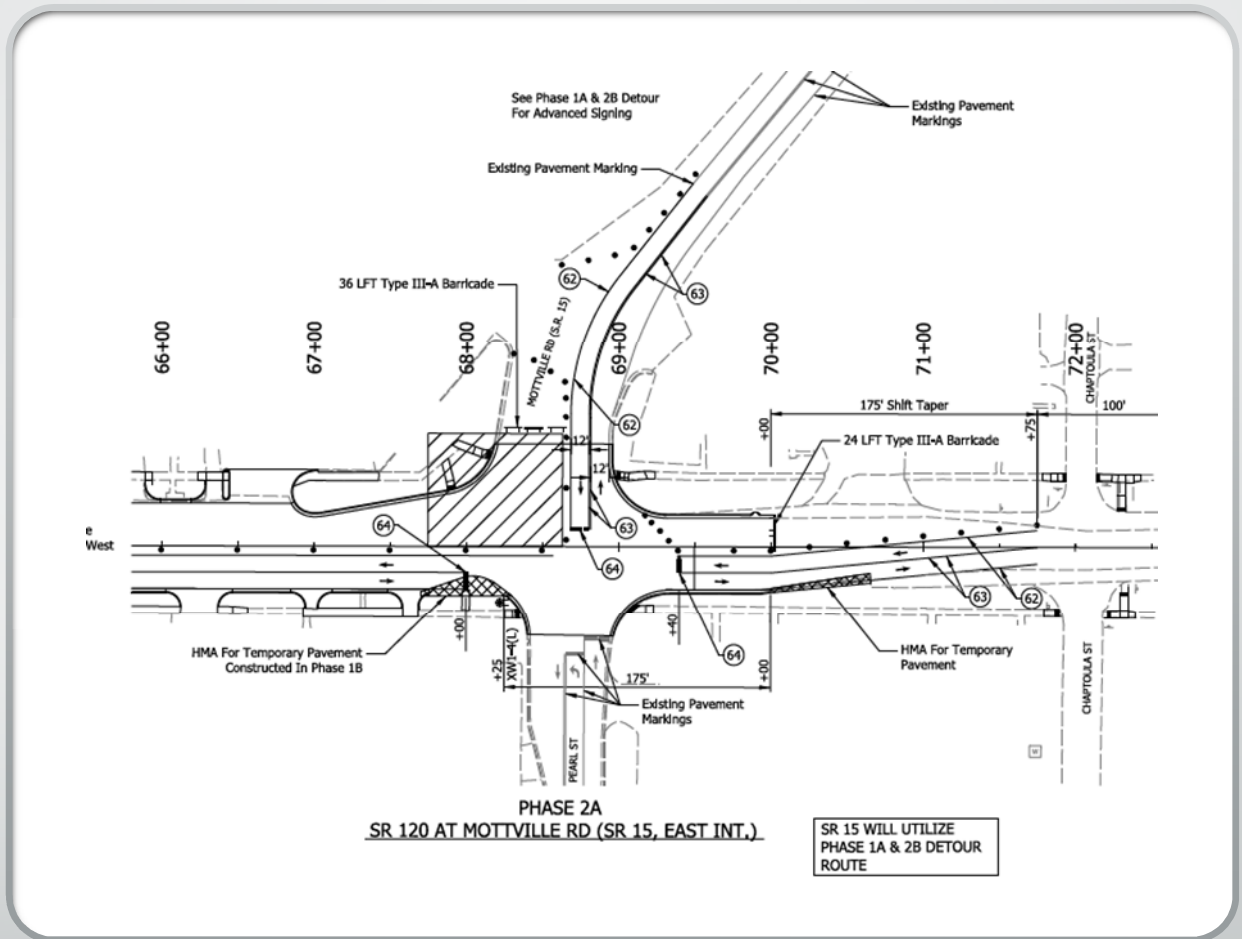 See Phase 1A & 2B Detour
For Advanced Signing
Existing Pavement
Markings
Existing Pavement Marking
36 LFT Type III-A Barricade
62
63
MOTTVILLE RD (S.R. 15)
66+00
67+00
68+00
69+00
70+00
71+00
72+00
CHAPTOULA ST
175' Shift Taper
100'
+00
+75
24 LFT Type III-A Barricade
62
12'
12'
63
64
64
e
West
63
62
64
HMA For Temporary Pavement
Constructed In Phase 1B
+00
+25
XW1-4(L)
+40
+00
175'
HMA For Temporary
Pavement
Existing Pavement
Markings
PEARL ST
CHAPTOULA ST
W
PHASE 2A
SR 120 AT MOTTVILLE RD (SR 15, EAST INT.)
SR 15 WILL UTILIZE
PHASE 1A & 2B DETOUR
ROUTE